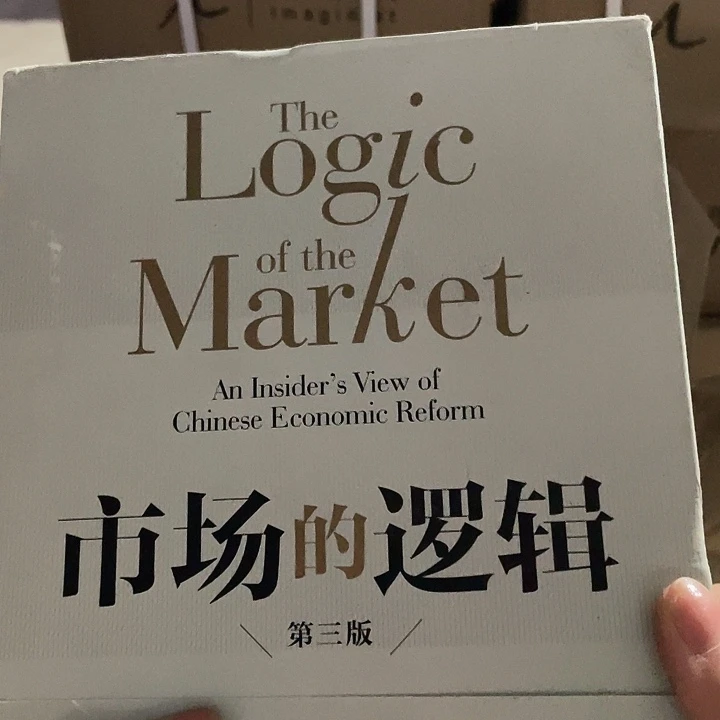 The
Logic
of the
Market
An Insider's View of
Chinese Economic Reform
市场的逻辑
第三版